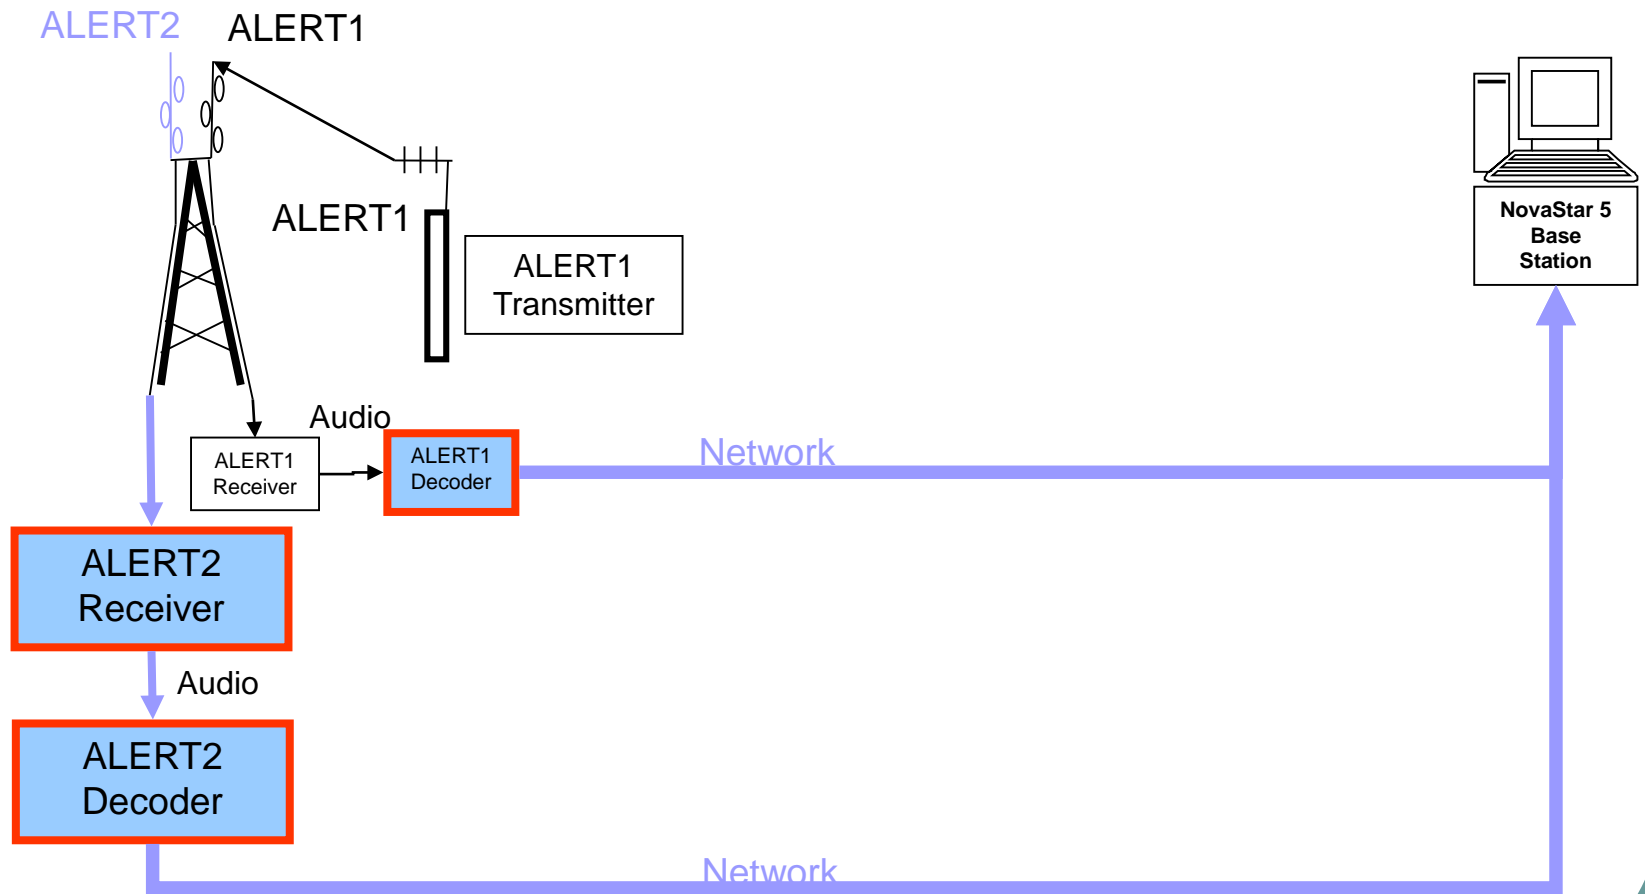 ALERT2
ALERT1
ALERT1
ALERT1
Transmitter
NovaStar 5
Base
Station
Audio
ALERT1
Receiver
ALERT1
Decoder
Network
ALERT2
Receiver
Audio
ALERT2
Decoder
Network